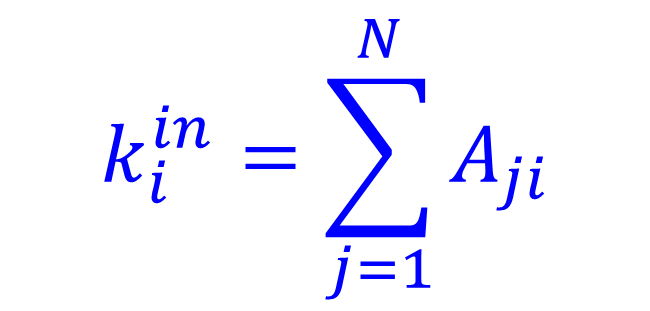 $k_i^{in} = \sum_{j=1}^{N} A_{ji}$